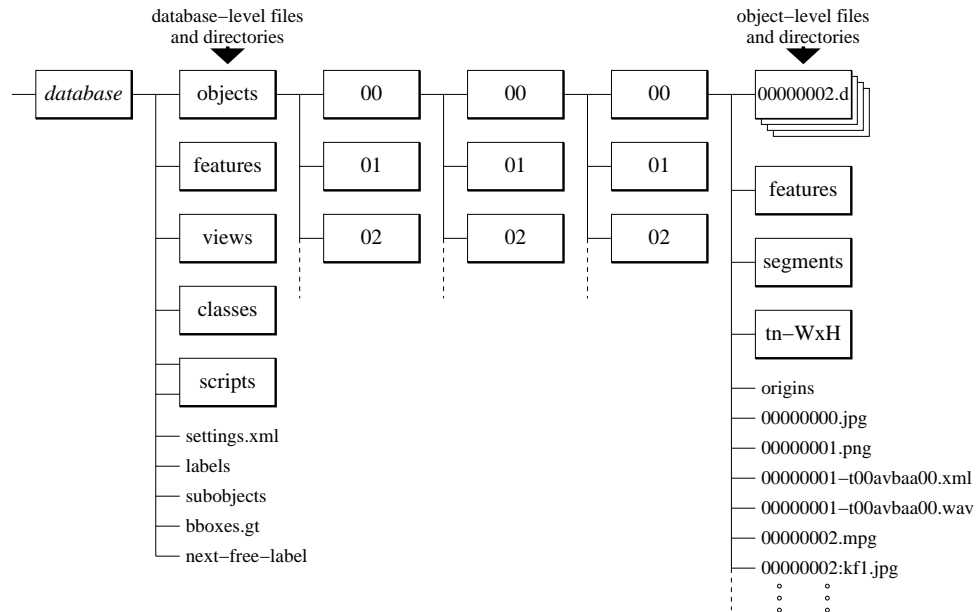 database–level files
and directories
object–level files
and directories
database
objects
00
00
00
00000002.d
features
01
01
01
features
views
02
02
02
segments
classes
tn–WxH
scripts
origins
00000000.jpg
settings.xml
00000001.png
labels
00000001–t00avbaa00.xml
subobjects
00000001–t00avbaa00.wav
bboxes.gt
00000002.mpg
next–free–label
00000002:kf1.jpg